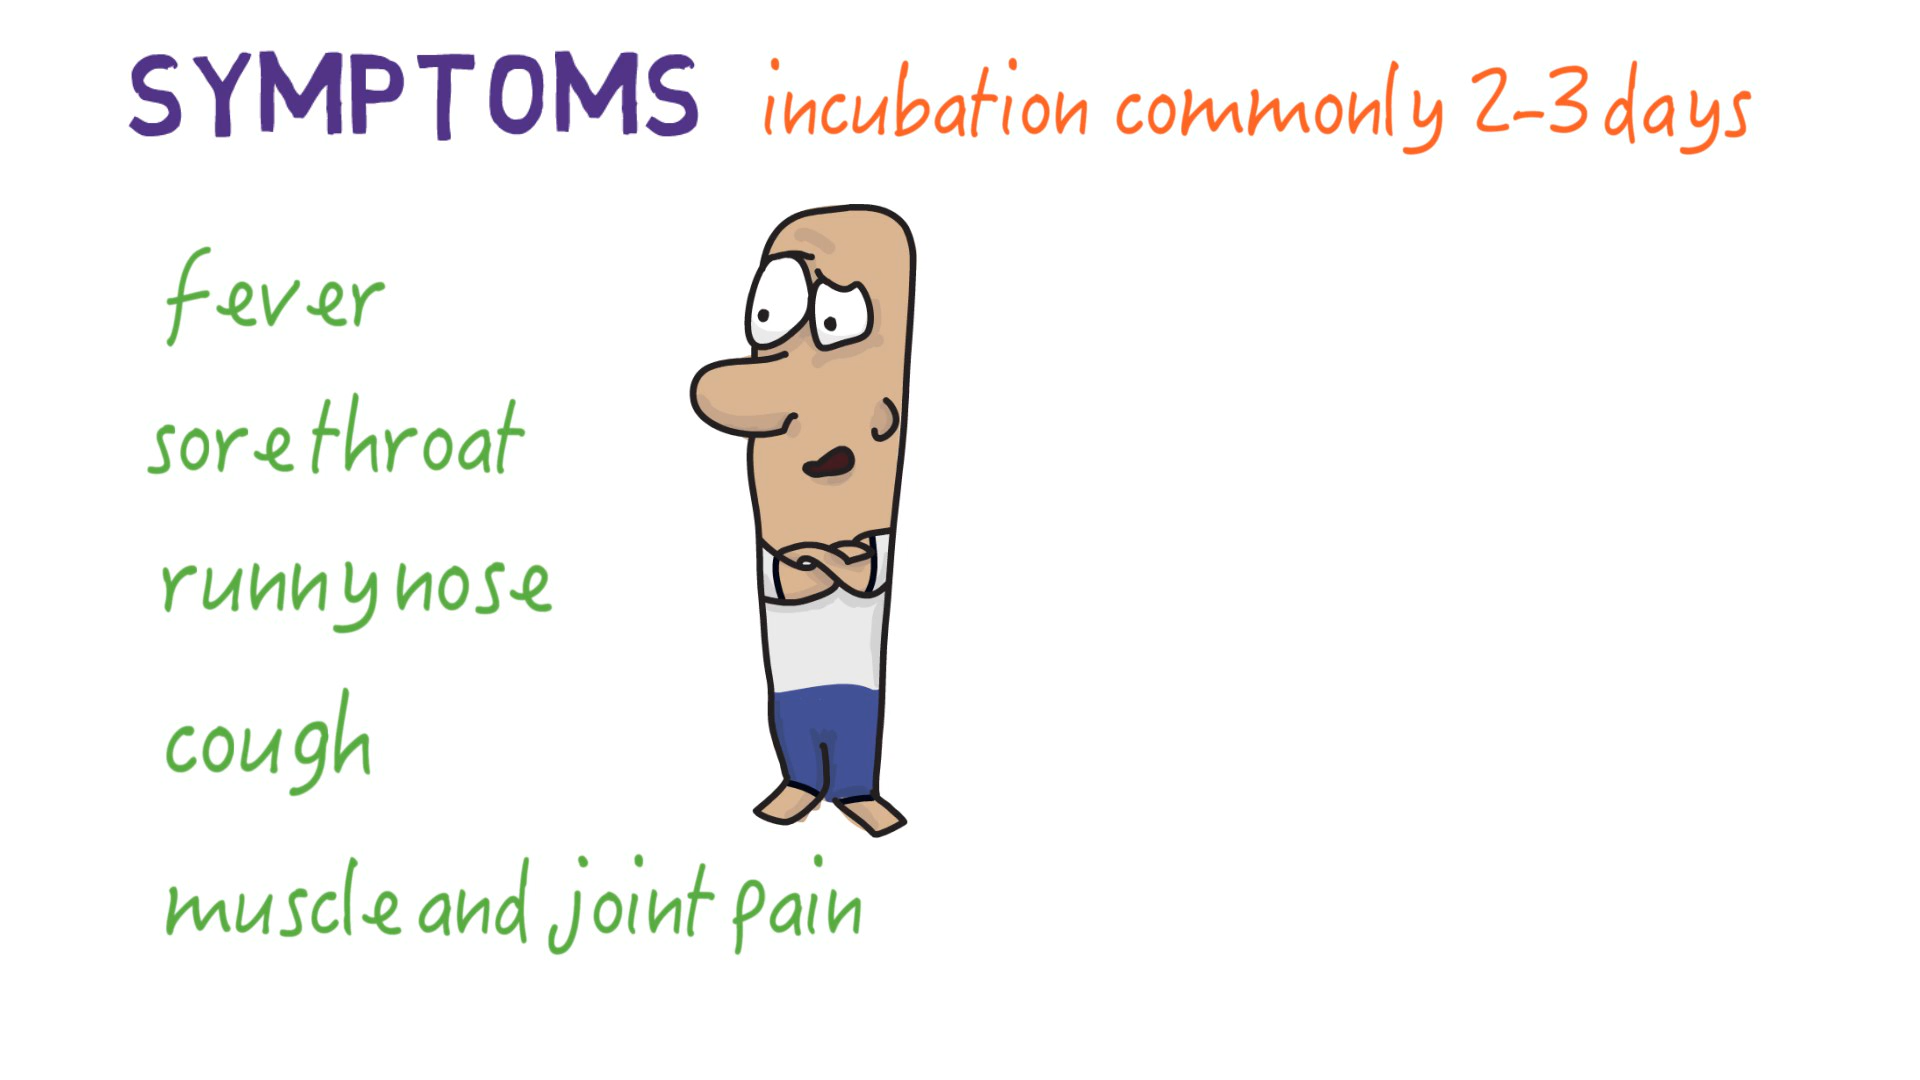 SYMPTOMS incubation commonly 2-3 days
fever
sore throat
runny nose
cough
muscle and joint pain